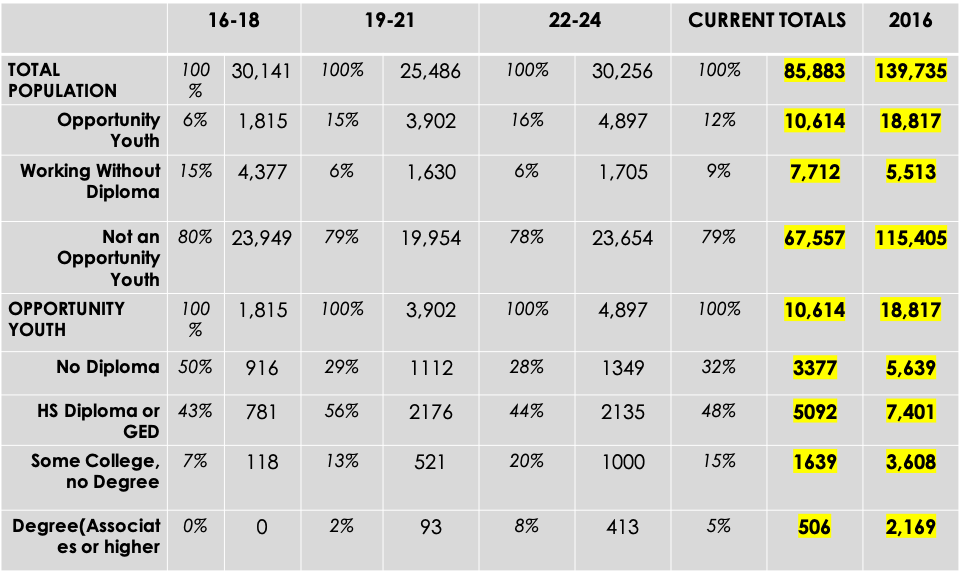 16-18 19-21 22-24 CURRENT TOTALS 2016
TOTAL 100 30,141 100% 25,486 100% 30,256 100% 85,883 139,735
POPULATION %
Opportunity 6% 1,815 15% 3,902 16% 4,897 12% 10,614 18,817
Youth
Working Without 15% 4,377 6% 1,630 6% 1,705 9% 7,712 5,513
Diploma
Not an 80% 23,949 79% 19,954 78% 23,654 79% 67,557 115,405
Opportunity
Youth
OPPORTUNITY 100 1,815 100% 3,902 100% 4,897 100% 10,614 18,817
YOUTH %
No Diploma 50% 916 29% 1112 28% 1349 32% 3377 5,639
HS Diploma or 43% 781 56% 2176 44% 2135 48% 5092 7,401
GED
Some College, 7% 118 13% 521 20% 1000 15% 1639 3,608
no Degree
Degree(Associat 0% 0 2% 93 8% 413 5% 506 2,169
es or higher